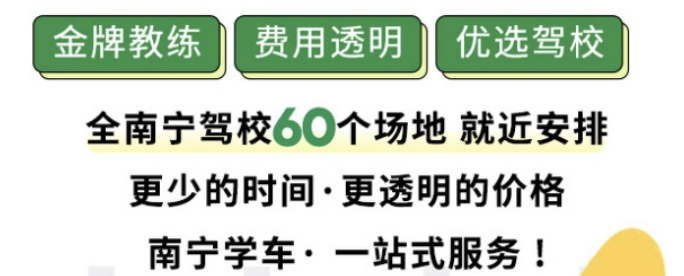 金牌教练 费用透明 优选驾校
全南宁驾校60个场地 就近安排
更少的时间·更透明的价格
南宁学车· 一站式服务！